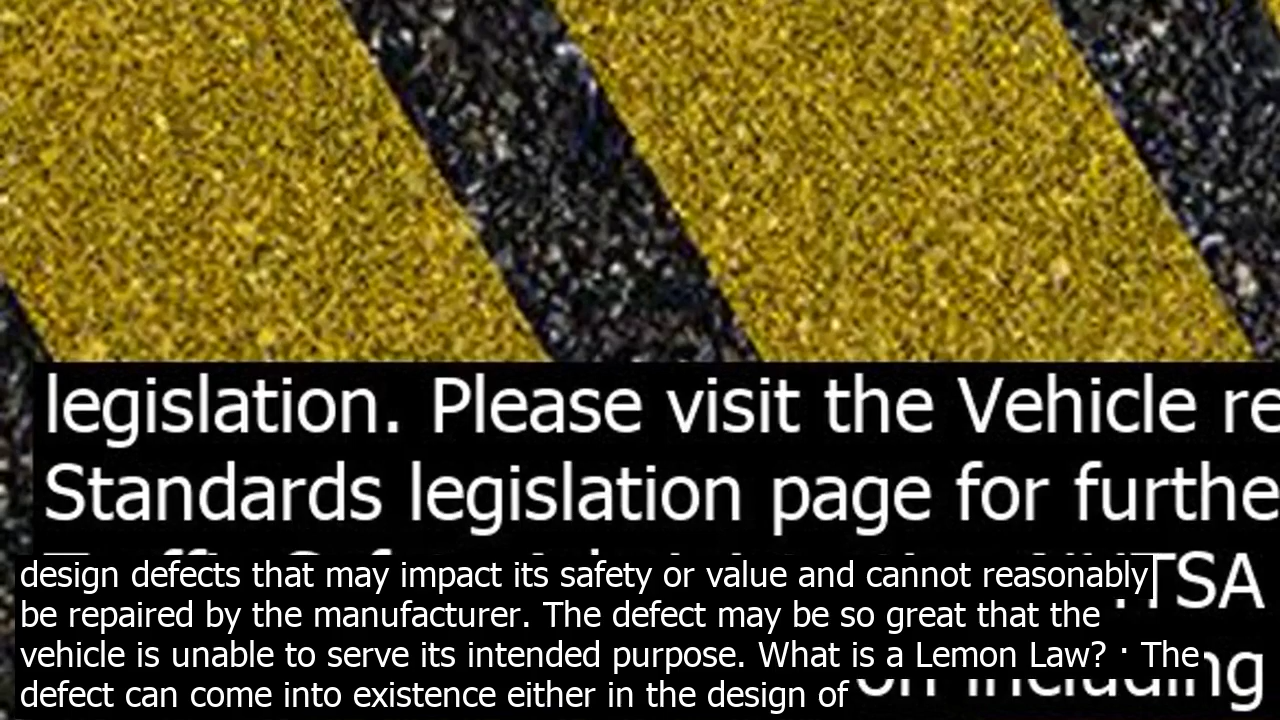 legislation. Please visit the Vehicle re
Standards legislation page for furthe
TSA
design defects that may impact its safety or value and cannot reasonably
be repaired by the manufacturer. The defect may be so great that the
vehicle is unable to serve its intended purpose. What is a Lemon Law? · The
defect can come into existence either in the design of
including